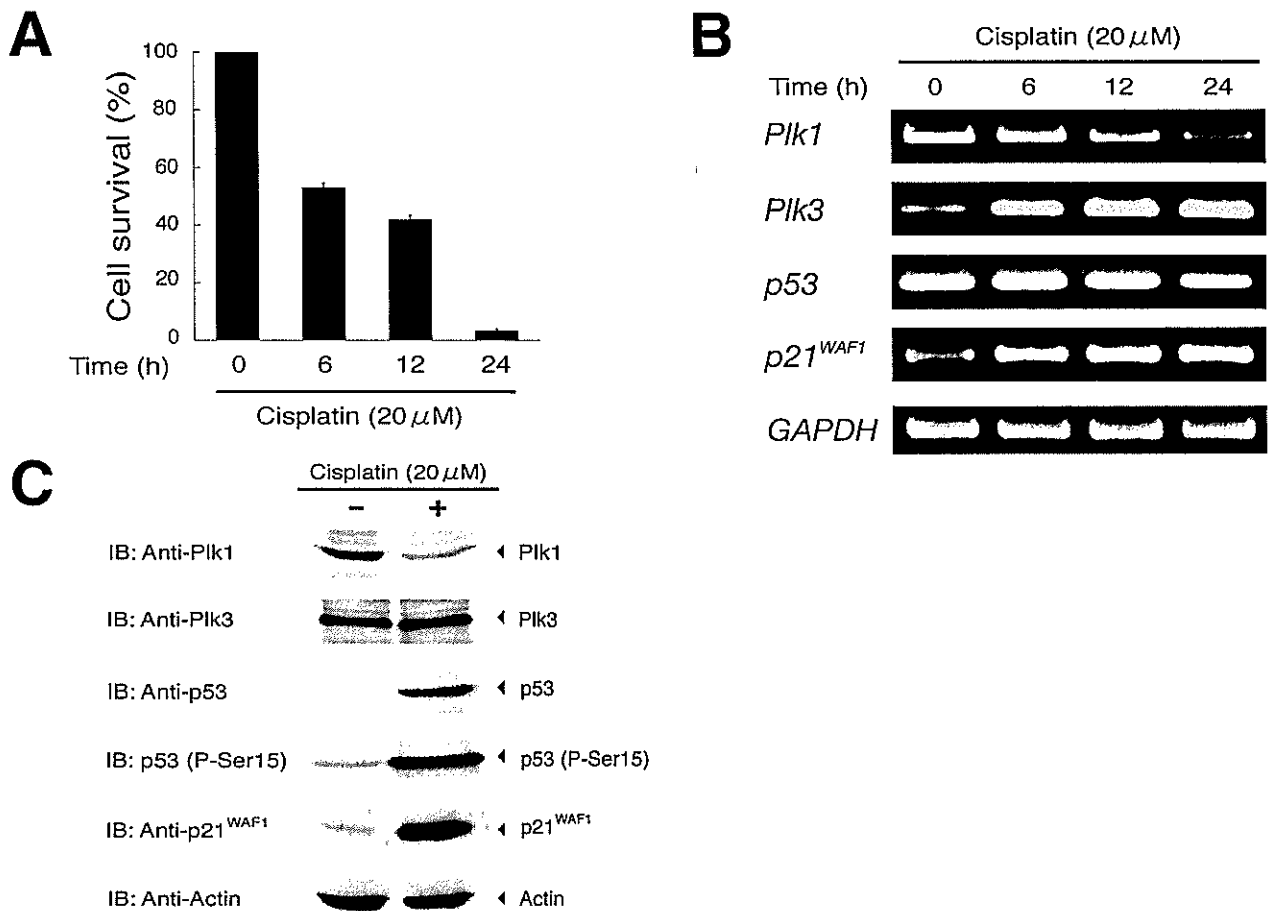 A
Cell survival (%)
100
80
60
40
20
0
Time (h) 0 6 12 24
Cisplatin (20 μM)
B
Cisplatin (20 μM)
Time (h) 0 6 12 24
Plk1
Plk3
p53
p21WAF1
GAPDH
C
Cisplatin (20 μM)
− +
IB: Anti-Plk1 Plk1
IB: Anti-Plk3 Plk3
IB: Anti-p53 p53
IB: p53 (P-Ser15) p53 (P-Ser15)
IB: Anti-p21WAF1 p21WAF1
IB: Anti-Actin Actin